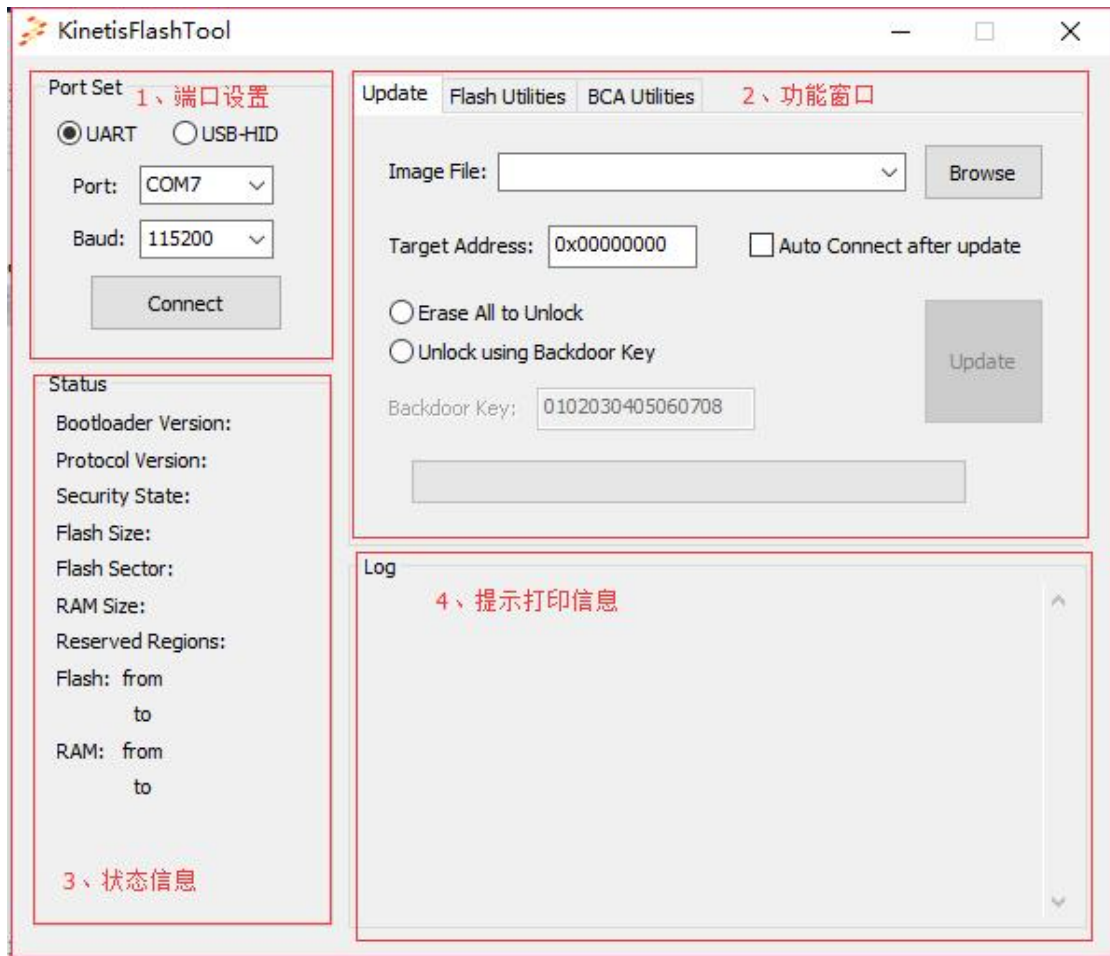 KinetisFlashTool
Port Set
1、端口设置
UART USB-HID
Port: COM7
Baud: 115200
Connect
Update Flash Utilities BCA Utilities 2、功能窗口
Image File: Browse
Target Address: 0x00000000 Auto Connect after update
Erase All to Unlock
Unlock using Backdoor Key
Update
Backdoor Key: 0102030405060708
Status
Bootloader Version:
Protocol Version:
Security State:
Flash Size:
Flash Sector:
RAM Size:
Reserved Regions:
Flash: from
to
RAM: from
to
3、状态信息
Log
4、提示打印信息